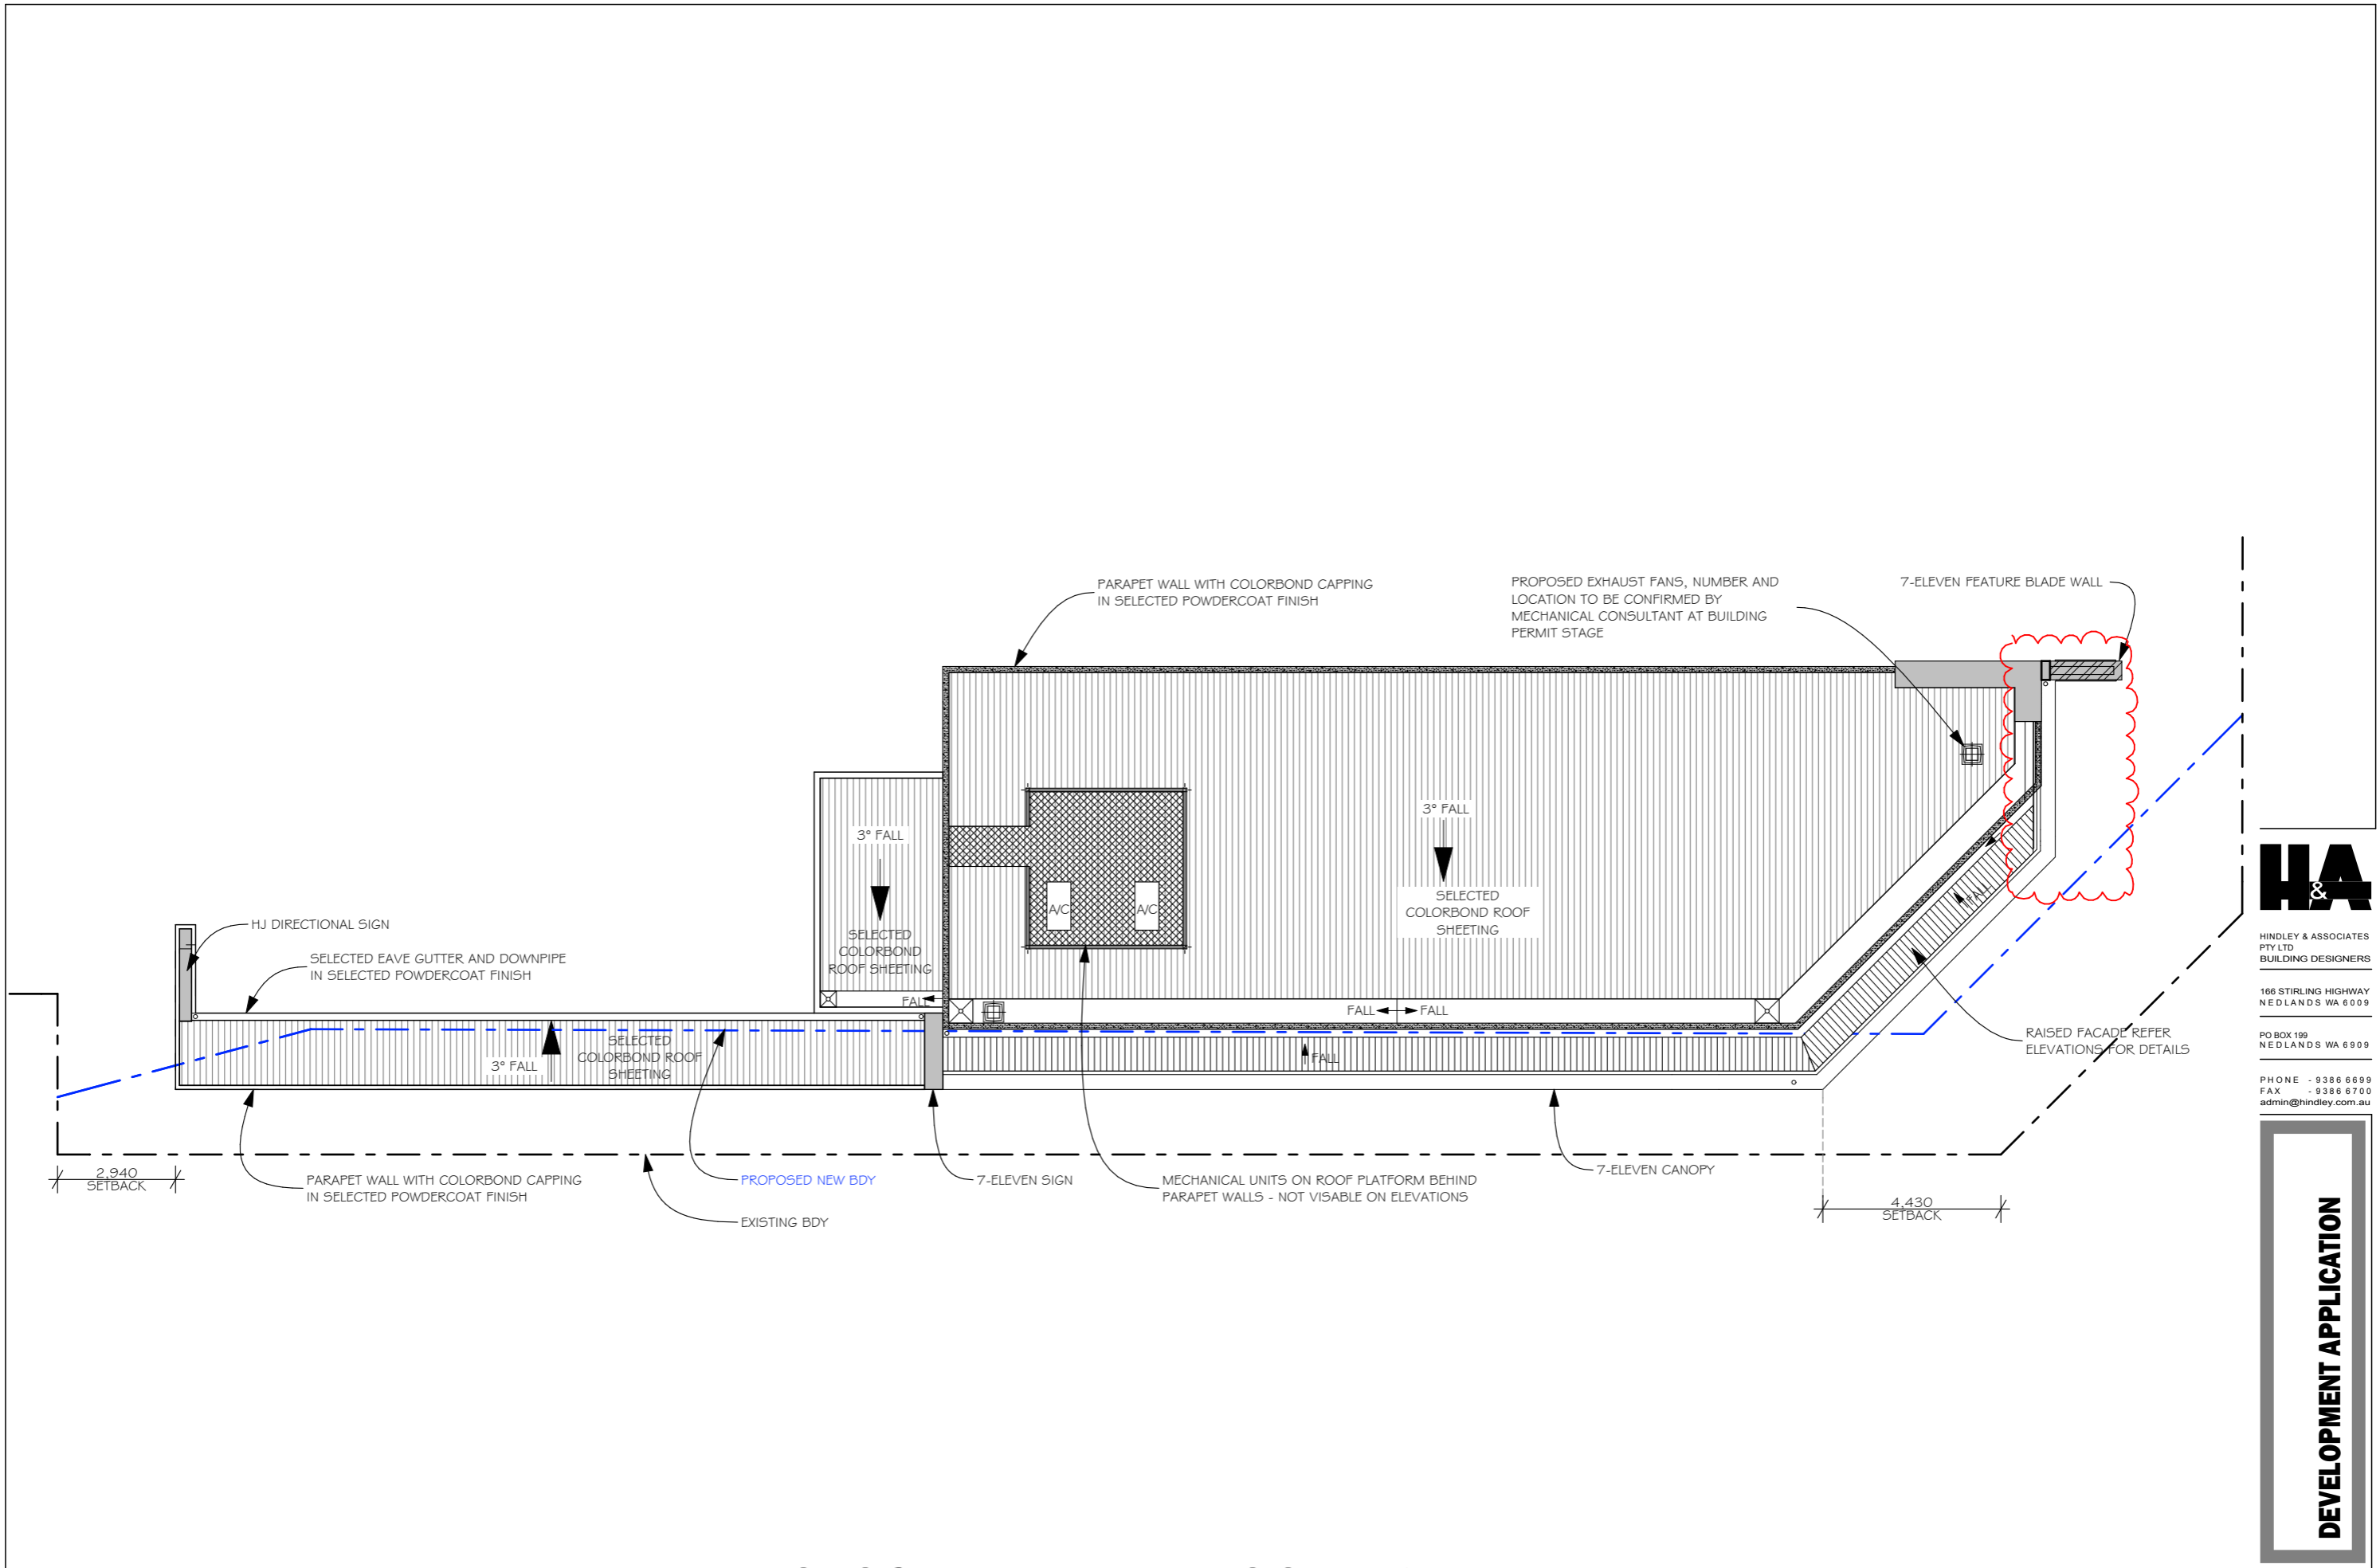 PARAPET WALL WITH COLORBOND CAPPING
IN SELECTED POWDERCOAT FINISH
PROPOSED EXHAUST FANS, NUMBER AND
LOCATION TO BE CONFIRMED BY
MECHANICAL CONSULTANT AT BUILDING
PERMIT STAGE
7-ELEVEN FEATURE BLADE WALL
3° FALL
SELECTED
COLORBOND
ROOF SHEETING
FALL
A/C
A/C
3° FALL
SELECTED
COLORBOND ROOF
SHEETING
FALL
FALL
FALL
HJ DIRECTIONAL SIGN
SELECTED EAVE GUTTER AND DOWNPIPE
IN SELECTED POWDERCOAT FINISH
3° FALL
SELECTED
COLORBOND ROOF
SHEETING
FALL
RAISED FACADE REFER
ELEVATIONS FOR DETAILS
2,940
SETBACK
PARAPET WALL WITH COLORBOND CAPPING
IN SELECTED POWDERCOAT FINISH
PROPOSED NEW BDY
EXISTING BDY
7-ELEVEN SIGN
MECHANICAL UNITS ON ROOF PLATFORM BEHIND
PARAPET WALLS - NOT VISABLE ON ELEVATIONS
7-ELEVEN CANOPY
4,430
SETBACK
H&A
HINDLEY & ASSOCIATES
PTY LTD
BUILDING DESIGNERS
166 STIRLING HIGHWAY
NEDLANDS WA 6009
PO BOX 199
NEDLANDS WA 6909
PHONE - 9386 6699
FAX - 9386 6700
admin@hindley.com.au
DEVELOPMENT APPLICATION